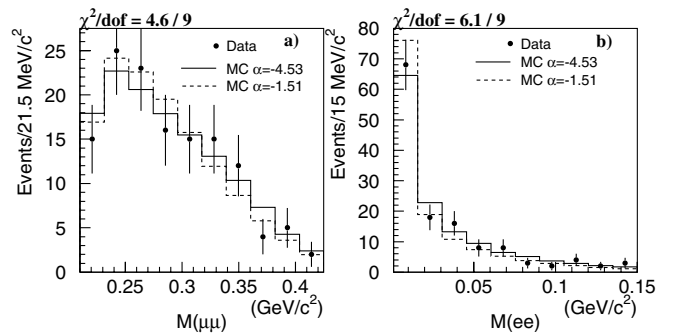 χ²/dof = 4.6 / 9
a)
Data
MC α=-4.53
MC α=-1.51
Events/21.5 MeV/c²
25
20
15
10
5
0
0.25
0.3
0.35
0.4
(GeV/c²)
M(μμ)
χ²/dof = 6.1 / 9
b)
Data
MC α=-4.53
MC α=-1.51
Events/15 MeV/c²
80
70
60
50
40
30
20
10
0
0.05
0.1
0.15
(GeV/c²)
M(ee)